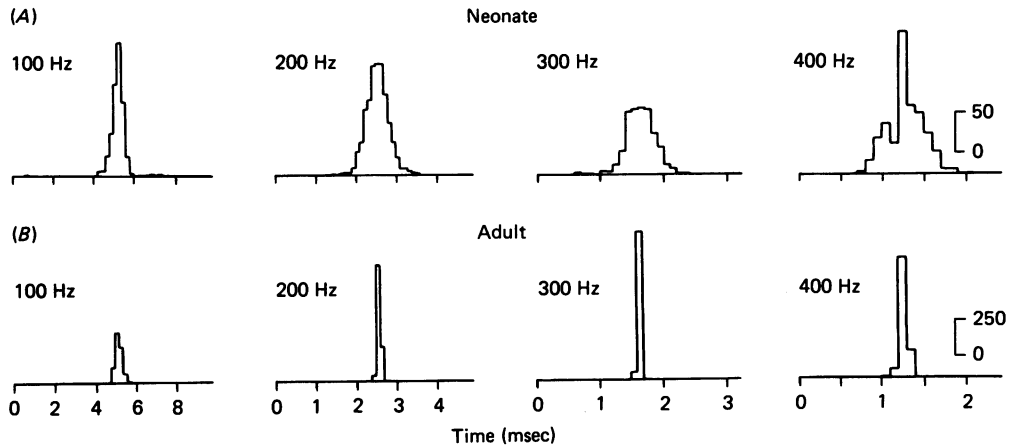 (A)
Neonate
100 Hz
200 Hz
300 Hz
400 Hz
50
0
(B)
Adult
100 Hz
200 Hz
300 Hz
400 Hz
250
0
0 2 4 6 8
0 1 2 3 4
0 1 2 3
0 1 2
Time (msec)